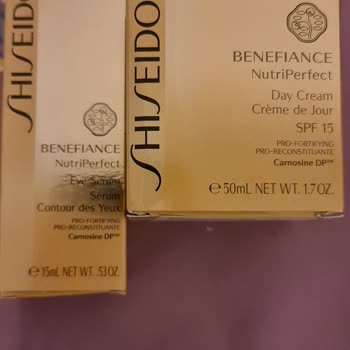 SHISEIDO
BENEFIANCE
NutriPerfect
Eye Serum
Sérum
Contour des Yeux
PRO-FORTIFYING
PRO-RECONSTITUANTE
Carnosine DP™
℮ 15mL NET WT. .53 OZ.
SHISEIDO
BENEFIANCE
NutriPerfect
Day Cream
Crème de Jour
SPF 15
PRO-FORTIFYING
PRO-RECONSTITUANTE
Carnosine DP™
℮ 50mL NET WT. 1.7 OZ.